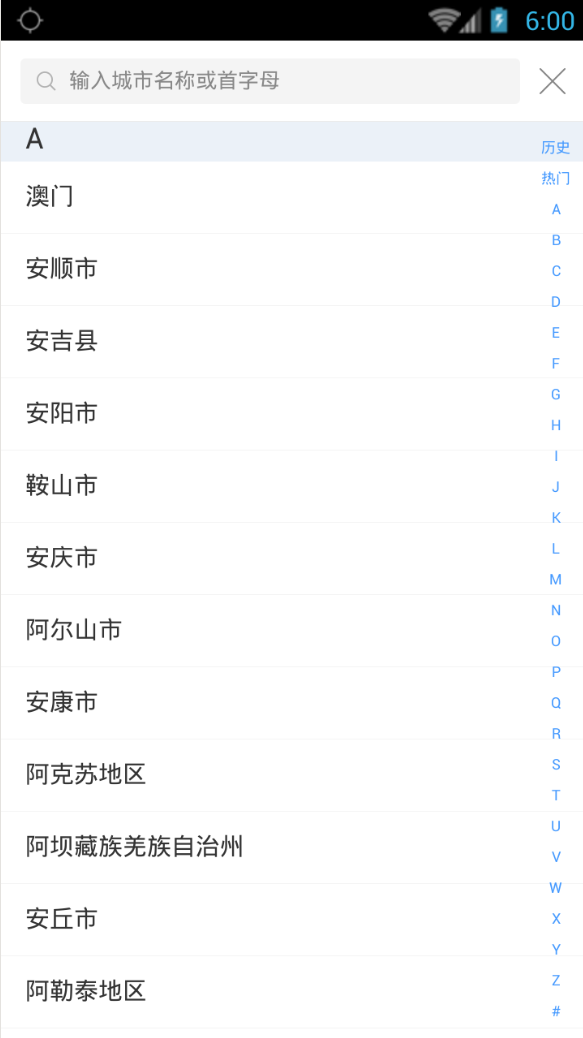 6:00
输入城市名称或首字母
A
澳门
安顺市
安吉县
安阳市
鞍山市
安庆市
阿尔山市
安康市
阿克苏地区
阿坝藏族羌族自治州
安丘市
阿勒泰地区
历史
热门
A
B
C
D
E
F
G
H
I
J
K
L
M
N
O
P
Q
R
S
T
U
V
W
X
Y
Z
#